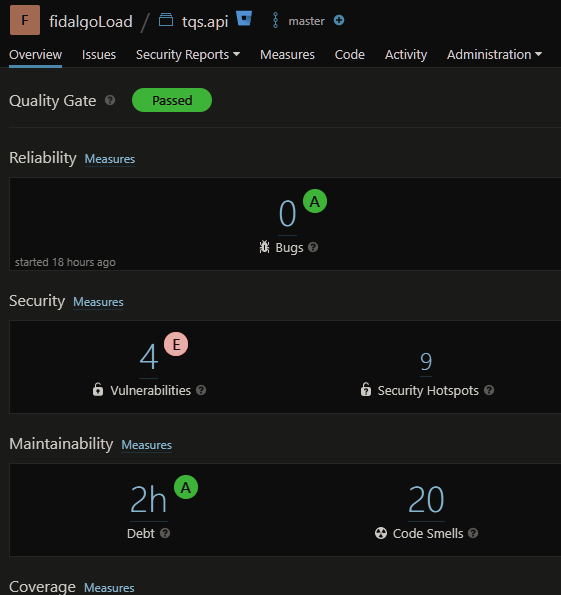 F fidalgoLoad / tqs.api master
Overview Issues Security Reports Measures Code Activity Administration
Quality Gate ? Passed
Reliability Measures
0 A
Bugs ?
started 18 hours ago
Security Measures
4 E 9
Vulnerabilities ? Security Hotspots ?
Maintainability Measures
2h A 20
Debt ? Code Smells ?
Coverage Measures